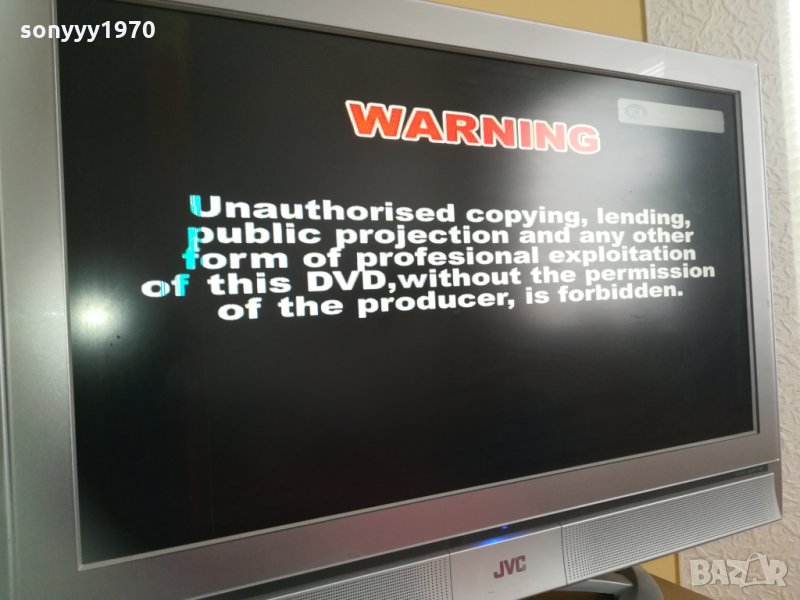 sonyyy1970
WARNING
Unauthorised copying, lending,
public projection and any other
form of profesional exploitation
of this DVD,without the permission
of the producer, is forbidden.
JVC
BAZAR